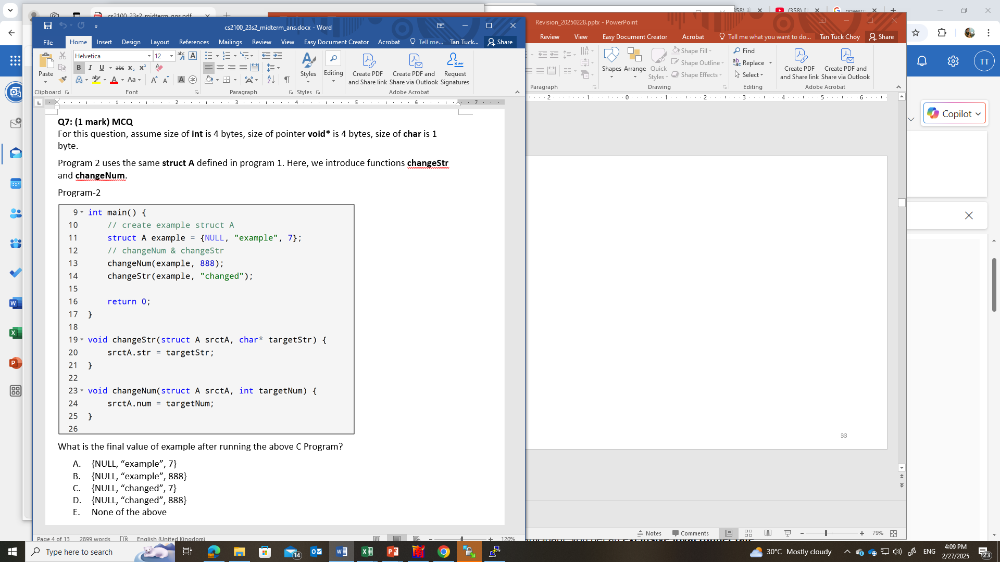 cs2100_23s2_midterm_ans.pdf
cs2100_23s2_midterm_ans.docx - Word
Revision_20250228.pptx - PowerPoint
File
Home
Insert
Design
Layout
References
Mailings
Review
View
Easy Document Creator
Acrobat
Tell me...
Tan Tuck...
Share
Review
View
Easy Document Creator
Acrobat
Tell me what you want to do...
Tan Tuck Choy
Share
Paste
Helvetica
12
Styles
Editing
Create PDF and Share link
Create PDF and Share via Outlook
Request Signatures
Clipboard
Font
Paragraph
Styles
Adobe Acrobat
Shapes
Arrange
Quick Styles
Shape Fill
Shape Outline
Shape Effects
Find
Replace
Select
Create PDF and Share link
Create PDF and Share via Outlook
Paragraph
Drawing
Editing
Adobe Acrobat
TT
Copilot
Q7: (1 mark) MCQ
For this question, assume size of int is 4 bytes, size of pointer void* is 4 bytes, size of char is 1
byte.
Program 2 uses the same struct A defined in program 1. Here, we introduce functions changeStr
and changeNum.
Program-2
9 int main() {
10 // create example struct A
11 struct A example = {NULL, "example", 7};
12 // changeNum & changeStr
13 changeNum(example, 888);
14 changeStr(example, "changed");
15
16 return 0;
17 }
18
19 void changeStr(struct A srctA, char* targetStr) {
20 srctA.str = targetStr;
21 }
22
23 void changeNum(struct A srctA, int targetNum) {
24 srctA.num = targetNum;
25 }
26
What is the final value of example after running the above C Program?
A. {NULL, “example”, 7}
B. {NULL, “example”, 888}
C. {NULL, “changed”, 7}
D. {NULL, “changed”, 888}
E. None of the above
33
Page 4 of 13
2899 words
English (United Kingdom)
120%
Notes
Comments
79%
Type here to search
14
30°C Mostly cloudy
ENG
4:09 PM
2/27/2025
23